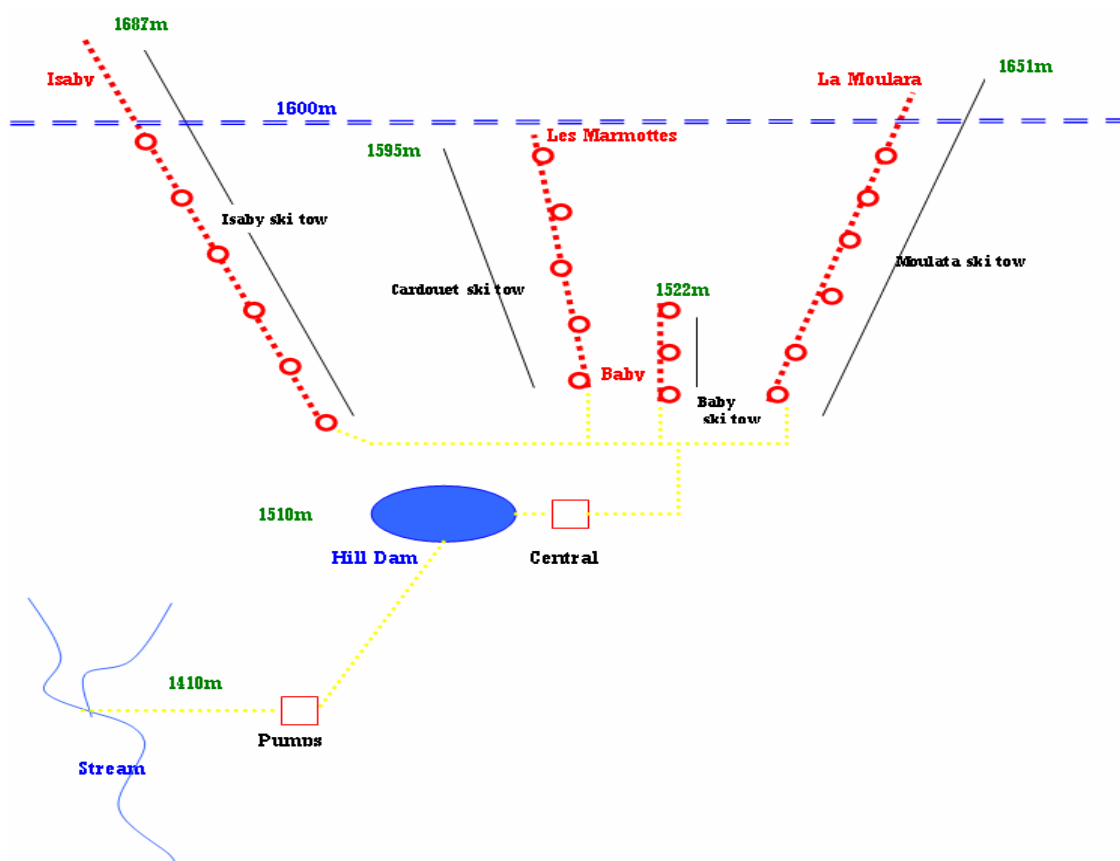 1687m
Isaby
La Moulara
1651m
1600m
Les Marmottes
1595m
Isaby ski tow
Moulata ski tow
Cardouet ski tow
1522m
Baby
Baby
ski tow
1510m
Hill Dam
Central
1410m
Pumps
Stream